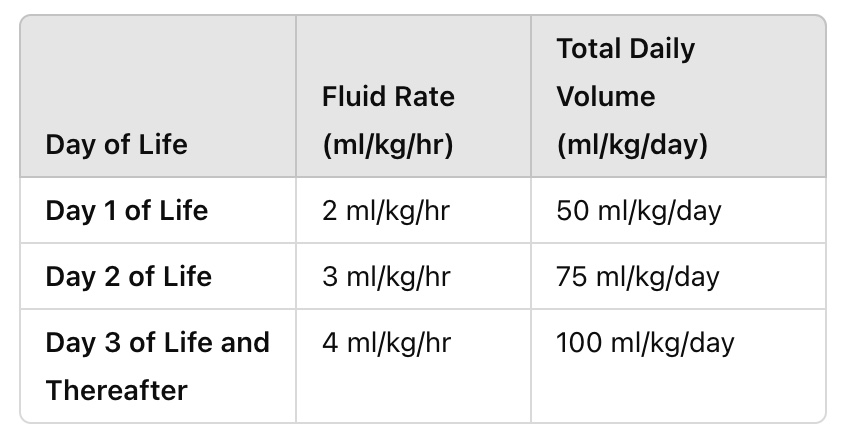 Day of Life
Fluid Rate
(ml/kg/hr)
Total Daily
Volume
(ml/kg/day)
Day 1 of Life
2 ml/kg/hr
50 ml/kg/day
Day 2 of Life
3 ml/kg/hr
75 ml/kg/day
Day 3 of Life and
Thereafter
4 ml/kg/hr
100 ml/kg/day